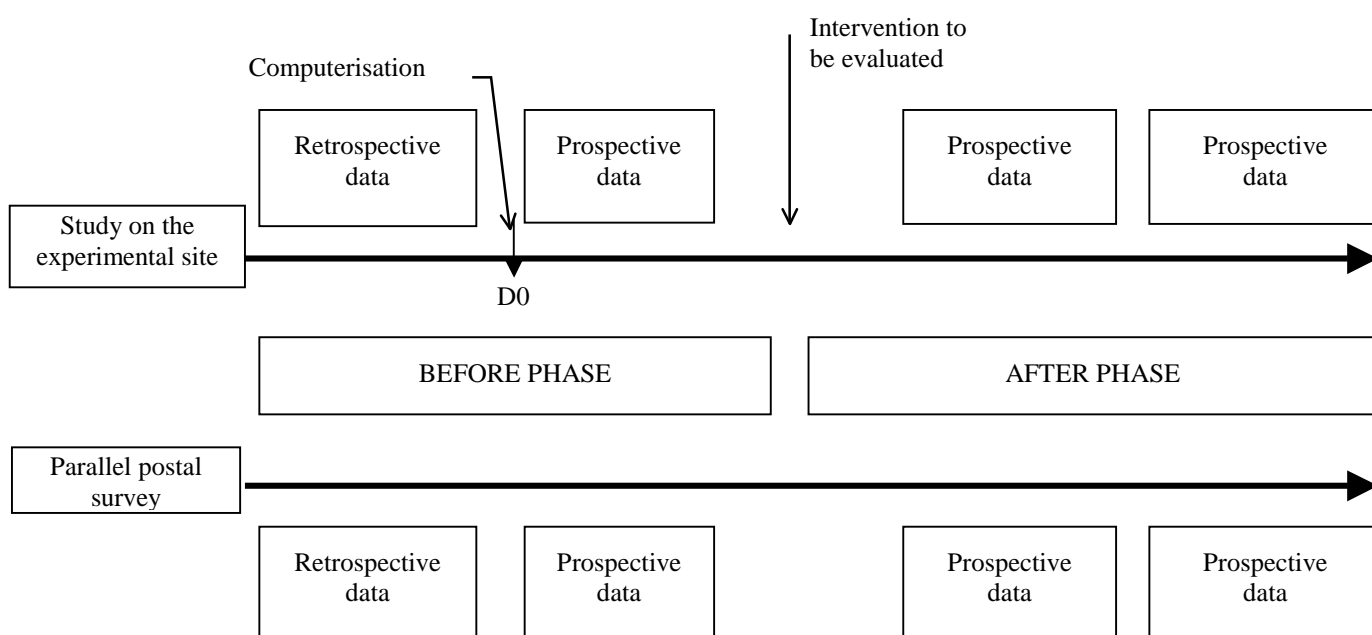 Intervention to
be evaluated
Computerisation
Retrospective
data
Prospective
data
Prospective
data
Prospective
data
Study on the
experimental site
D0
BEFORE PHASE
AFTER PHASE
Parallel postal
survey
Retrospective
data
Prospective
data
Prospective
data
Prospective
data